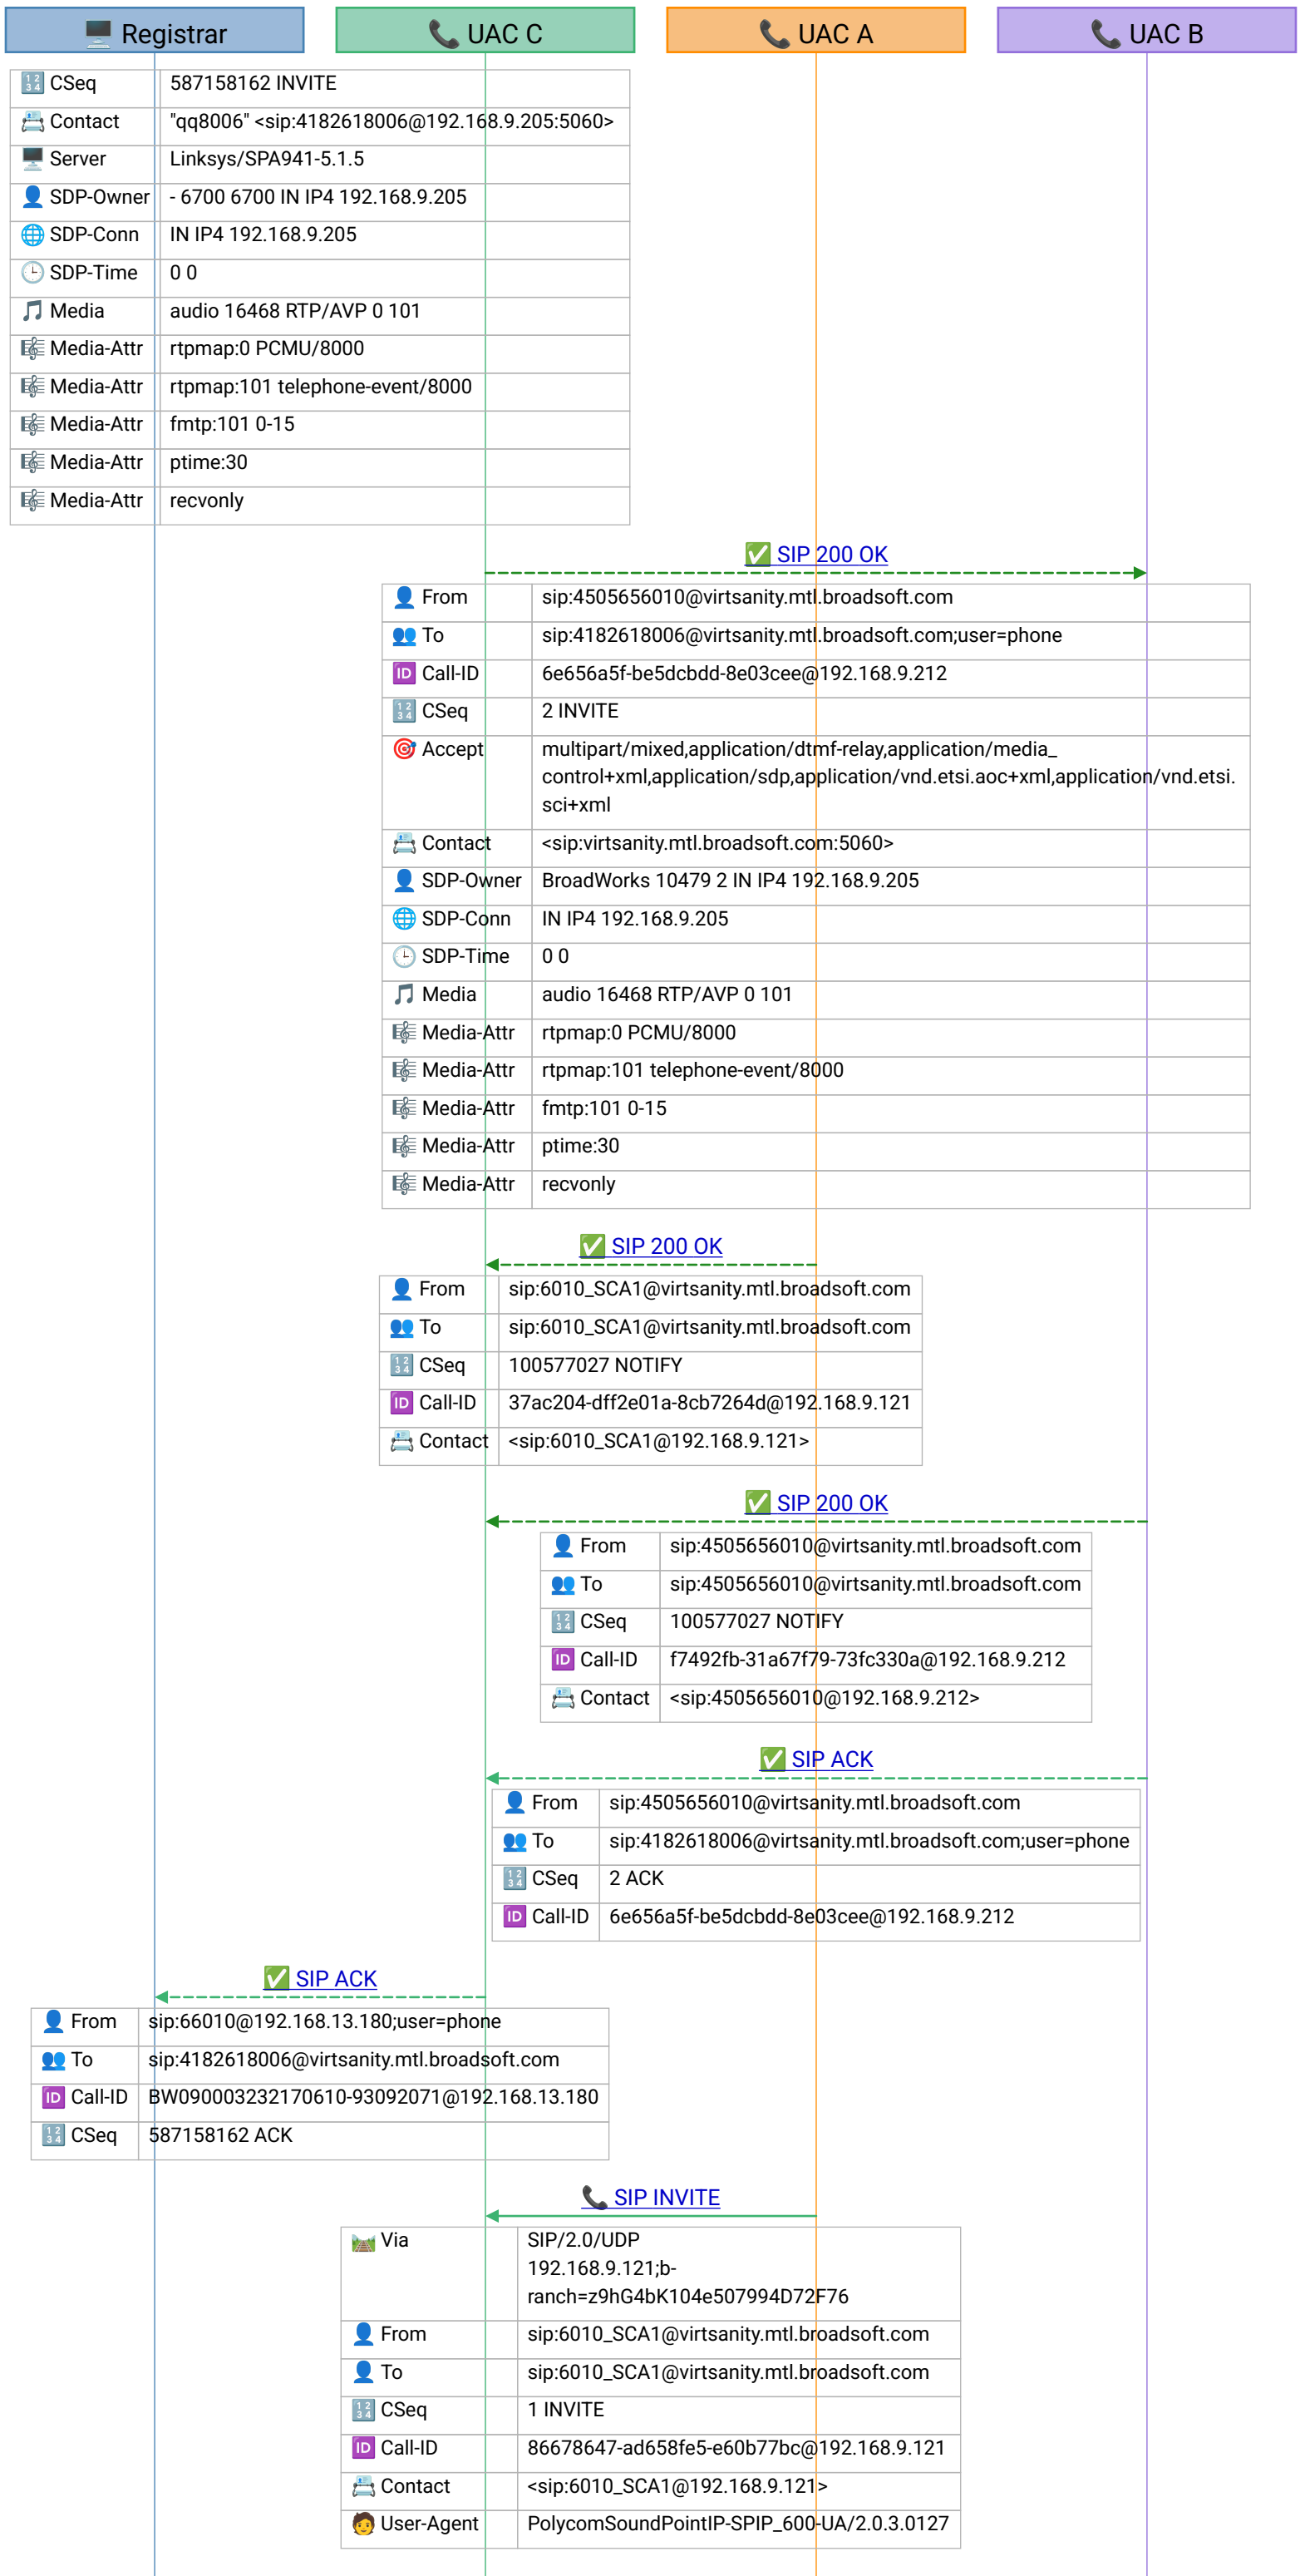 Registrar
UAC C
UAC A
UAC B
CSeq 587158162 INVITE
Contact "qq8006" <sip:4182618006@192.168.9.205:5060>
Server Linksys/SPA941-5.1.5
SDP-Owner - 6700 6700 IN IP4 192.168.9.205
SDP-Conn IN IP4 192.168.9.205
SDP-Time 0 0
Media audio 16468 RTP/AVP 0 101
Media-Attr rtpmap:0 PCMU/8000
Media-Attr rtpmap:101 telephone-event/8000
Media-Attr fmtp:101 0-15
Media-Attr ptime:30
Media-Attr recvonly
SIP 200 OK
From sip:4505656010@virtsanity.mtl.broadsoft.com
To sip:4182618006@virtsanity.mtl.broadsoft.com;user=phone
Call-ID 6e656a5f-be5dcbdd-8e03cee@192.168.9.212
CSeq 2 INVITE
Accept multipart/mixed,application/dtmf-relay,application/media_
control+xml,application/sdp,application/vnd.etsi.aoc+xml,application/vnd.etsi.
sci+xml
Contact <sip:virtsanity.mtl.broadsoft.com:5060>
SDP-Owner BroadWorks 10479 2 IN IP4 192.168.9.205
SDP-Conn IN IP4 192.168.9.205
SDP-Time 0 0
Media audio 16468 RTP/AVP 0 101
Media-Attr rtpmap:0 PCMU/8000
Media-Attr rtpmap:101 telephone-event/8000
Media-Attr fmtp:101 0-15
Media-Attr ptime:30
Media-Attr recvonly
SIP 200 OK
From sip:6010_SCA1@virtsanity.mtl.broadsoft.com
To sip:6010_SCA1@virtsanity.mtl.broadsoft.com
CSeq 100577027 NOTIFY
Call-ID 37ac204-dff2e01a-8cb7264d@192.168.9.121
Contact <sip:6010_SCA1@192.168.9.121>
SIP 200 OK
From sip:4505656010@virtsanity.mtl.broadsoft.com
To sip:4505656010@virtsanity.mtl.broadsoft.com
CSeq 100577027 NOTIFY
Call-ID f7492fb-31a67f79-73fc330a@192.168.9.212
Contact <sip:4505656010@192.168.9.212>
SIP ACK
From sip:4505656010@virtsanity.mtl.broadsoft.com
To sip:4182618006@virtsanity.mtl.broadsoft.com;user=phone
CSeq 2 ACK
Call-ID 6e656a5f-be5dcbdd-8e03cee@192.168.9.212
SIP ACK
From sip:66010@192.168.13.180;user=phone
To sip:4182618006@virtsanity.mtl.broadsoft.com
Call-ID BW090003232170610-93092071@192.168.13.180
CSeq 587158162 ACK
SIP INVITE
Via SIP/2.0/UDP
192.168.9.121;b-
ranch=z9hG4bK104e507994D72F76
From sip:6010_SCA1@virtsanity.mtl.broadsoft.com
To sip:6010_SCA1@virtsanity.mtl.broadsoft.com
CSeq 1 INVITE
Call-ID 86678647-ad658fe5-e60b77bc@192.168.9.121
Contact <sip:6010_SCA1@192.168.9.121>
User-Agent PolycomSoundPointIP-SPIP_600-UA/2.0.3.0127